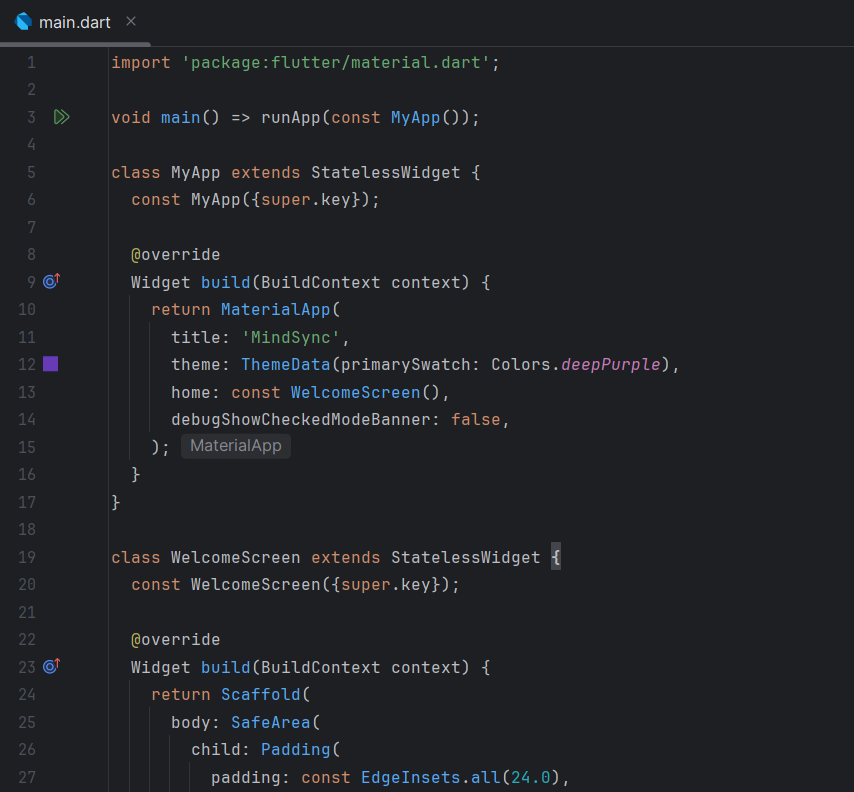 main.dart
1 import 'package:flutter/material.dart';
2
3 void main() => runApp(const MyApp());
4
5 class MyApp extends StatelessWidget {
6   const MyApp({super.key});
7
8   @override
9   Widget build(BuildContext context) {
10     return MaterialApp(
11       title: 'MindSync',
12       theme: ThemeData(primarySwatch: Colors.deepPurple),
13       home: const WelcomeScreen(),
14       debugShowCheckedModeBanner: false,
15     ); MaterialApp
16   }
17 }
18
19 class WelcomeScreen extends StatelessWidget {
20   const WelcomeScreen({super.key});
21
22   @override
23   Widget build(BuildContext context) {
24     return Scaffold(
25       body: SafeArea(
26         child: Padding(
27           padding: const EdgeInsets.all(24.0),